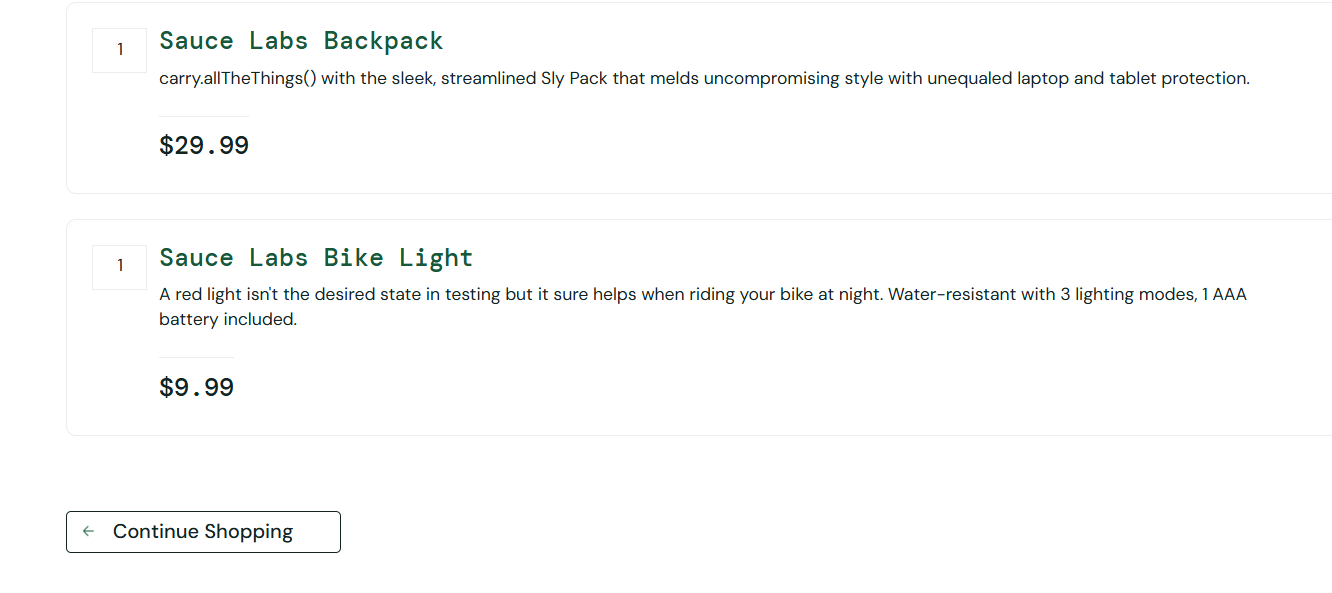 1
Sauce Labs Backpack
carry.allTheThings() with the sleek, streamlined Sly Pack that melds uncompromising style with unequaled laptop and tablet protection.
$29.99
1
Sauce Labs Bike Light
A red light isn't the desired state in testing but it sure helps when riding your bike at night. Water-resistant with 3 lighting modes, 1 AAA
battery included.
$9.99
← Continue Shopping